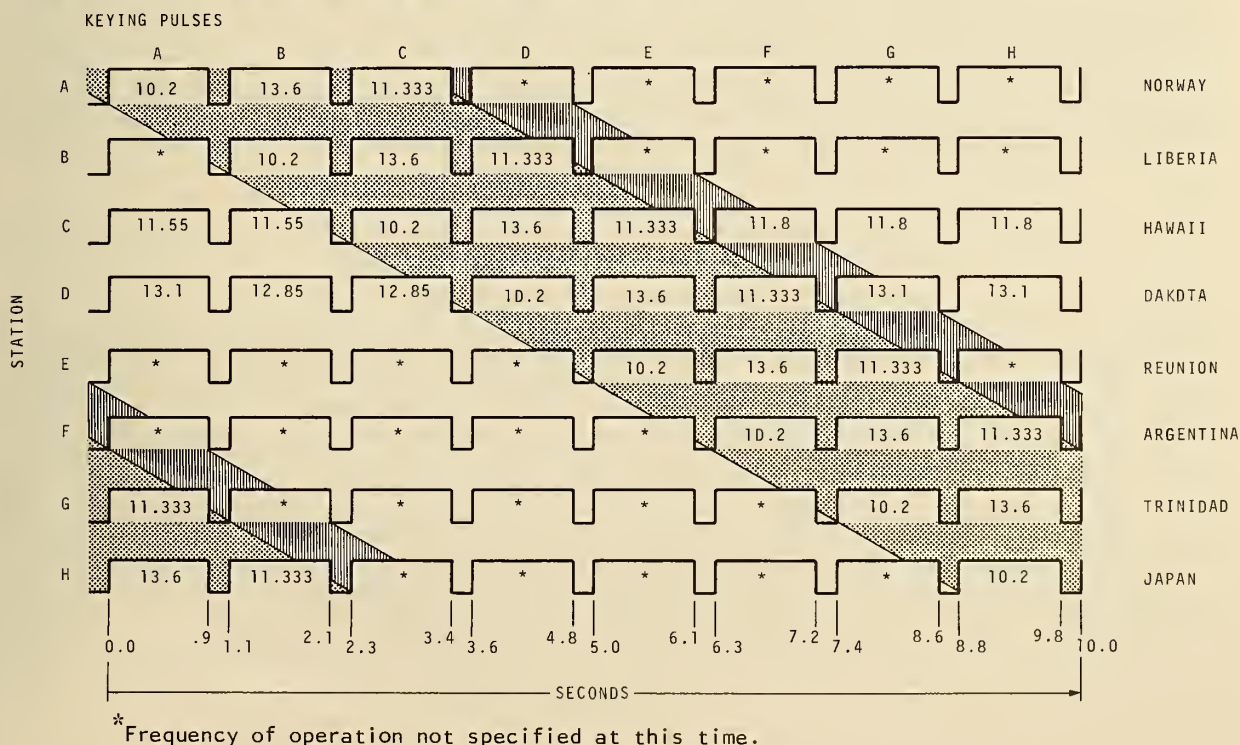 KEYING PULSES
A B C D E F G H
A 10.2 13.6 11.333 * * * * * NORWAY
B * 10.2 13.6 11.333 * * * * LIBERIA
C 11.55 11.55 10.2 13.6 11.333 11.8 11.8 11.8 HAWAII
D 13.1 12.85 12.85 1D.2 13.6 11.333 13.1 13.1 DAKDTA
STATION
E * * * * 10.2 13.6 11.333 * REUNION
F * * * * * 1D.2 13.6 11.333 ARGENTINA
G 11.333 * * * * * 10.2 13.6 TRINIDAD
H 13.6 11.333 * * * * * 10.2 JAPAN
0.0 .9 1.1 2.1 2.3 3.4 3.6 4.8 5.0 6.1 6.3 7.2 7.4 8.6 8.8 9.8 10.0
SECONDS
*Frequency of operation not specified at this time.